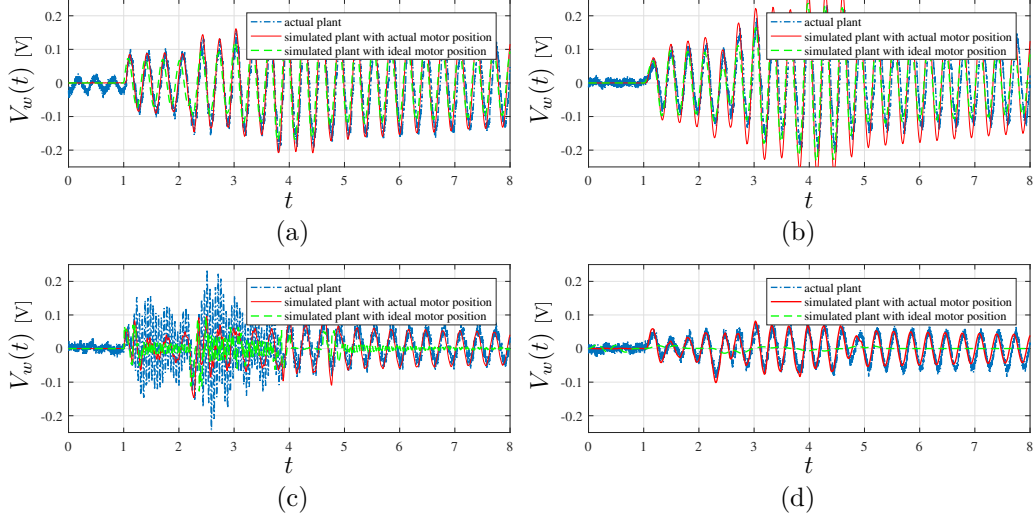 actual plant
simulated plant with actual motor position
simulated plant with ideal motor position
V_w(t) [V]
0.2
0.1
0
-0.1
-0.2
0 1 2 3 4 5 6 7 8
t
(a)
actual plant
simulated plant with actual motor position
simulated plant with ideal motor position
V_w(t) [V]
0.2
0.1
0
-0.1
-0.2
0 1 2 3 4 5 6 7 8
t
(b)
actual plant
simulated plant with actual motor position
simulated plant with ideal motor position
V_w(t) [V]
0.2
0.1
0
-0.1
-0.2
0 1 2 3 4 5 6 7 8
t
(c)
actual plant
simulated plant with actual motor position
simulated plant with ideal motor position
V_w(t) [V]
0.2
0.1
0
-0.1
-0.2
0 1 2 3 4 5 6 7 8
t
(d)